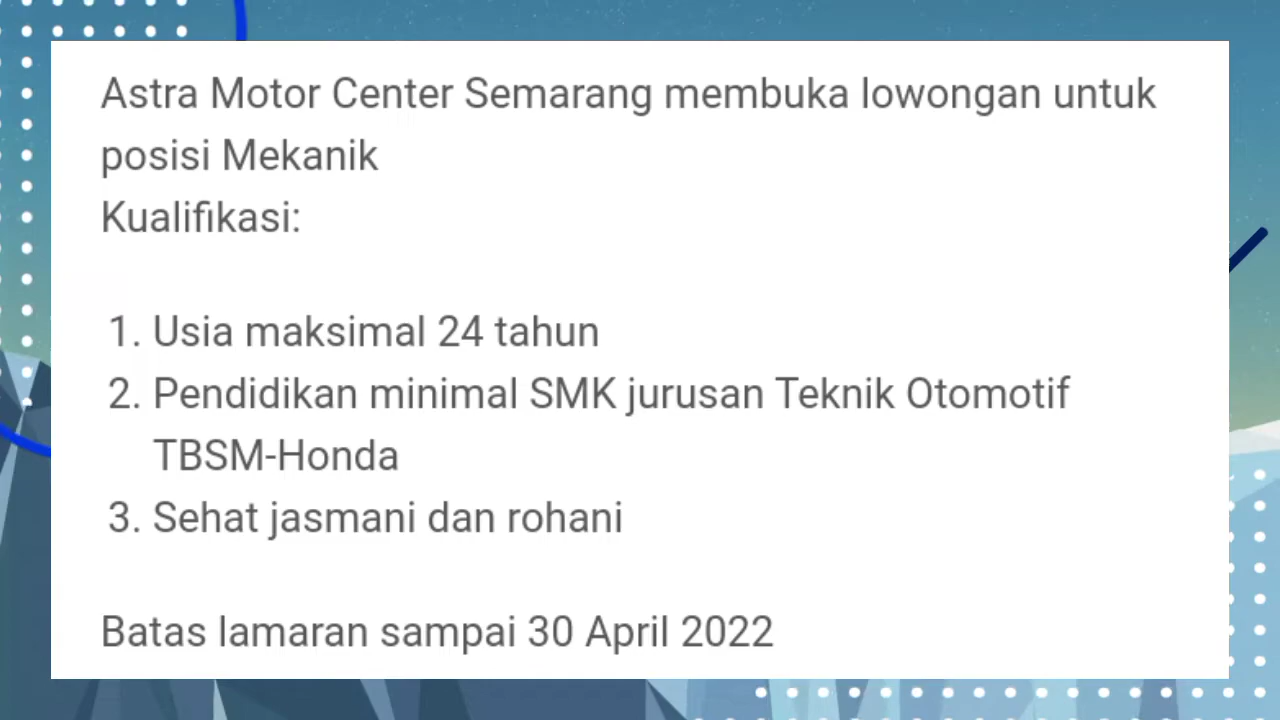 Astra Motor Center Semarang membuka lowongan untuk
posisi Mekanik
Kualifikasi:
1. Usia maksimal 24 tahun
2. Pendidikan minimal SMK jurusan Teknik Otomotif
TBSM-Honda
3. Sehat jasmani dan rohani
Batas lamaran sampai 30 April 2022